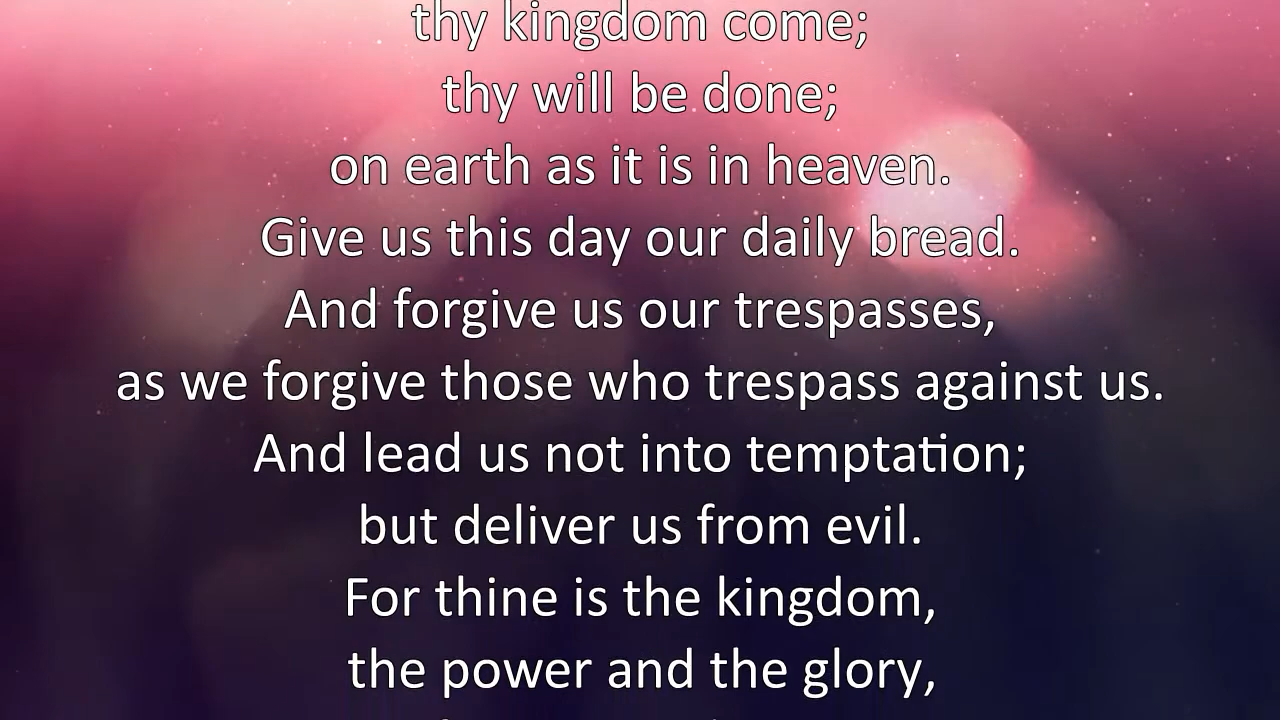 thy kingdom come;
thy will be done;
on earth as it is in heaven.
Give us this day our daily bread.
And forgive us our trespasses,
as we forgive those who trespass against us.
And lead us not into temptation;
but deliver us from evil.
For thine is the kingdom,
the power and the glory,